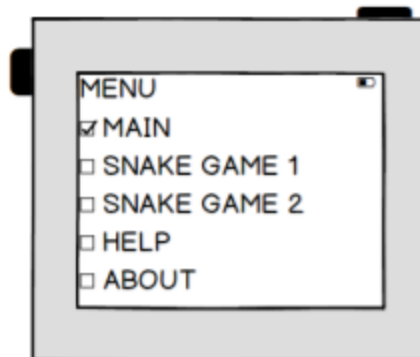 MENU
MAIN
SNAKE GAME 1
SNAKE GAME 2
HELP
ABOUT